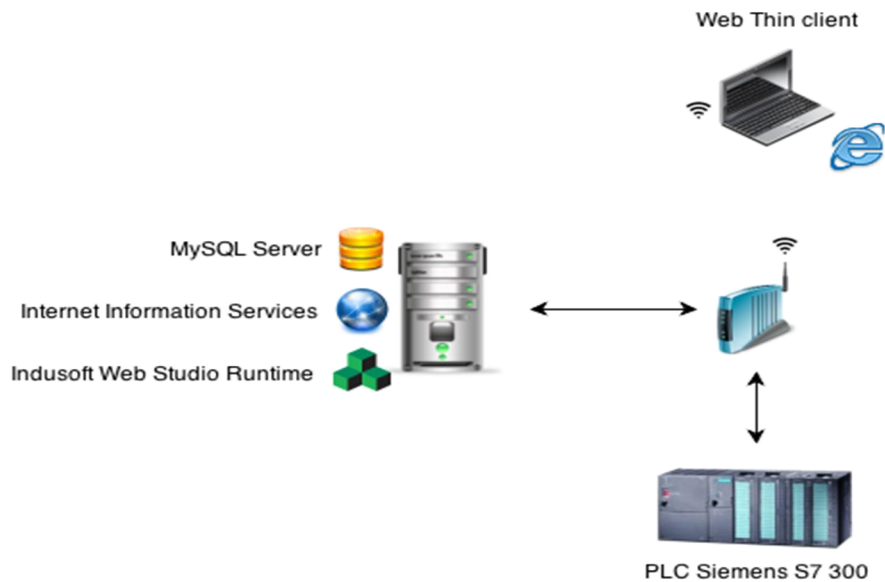 Web Thin client
MySQL Server
Internet Information Services
Indusoft Web Studio Runtime
PLC Siemens S7 300